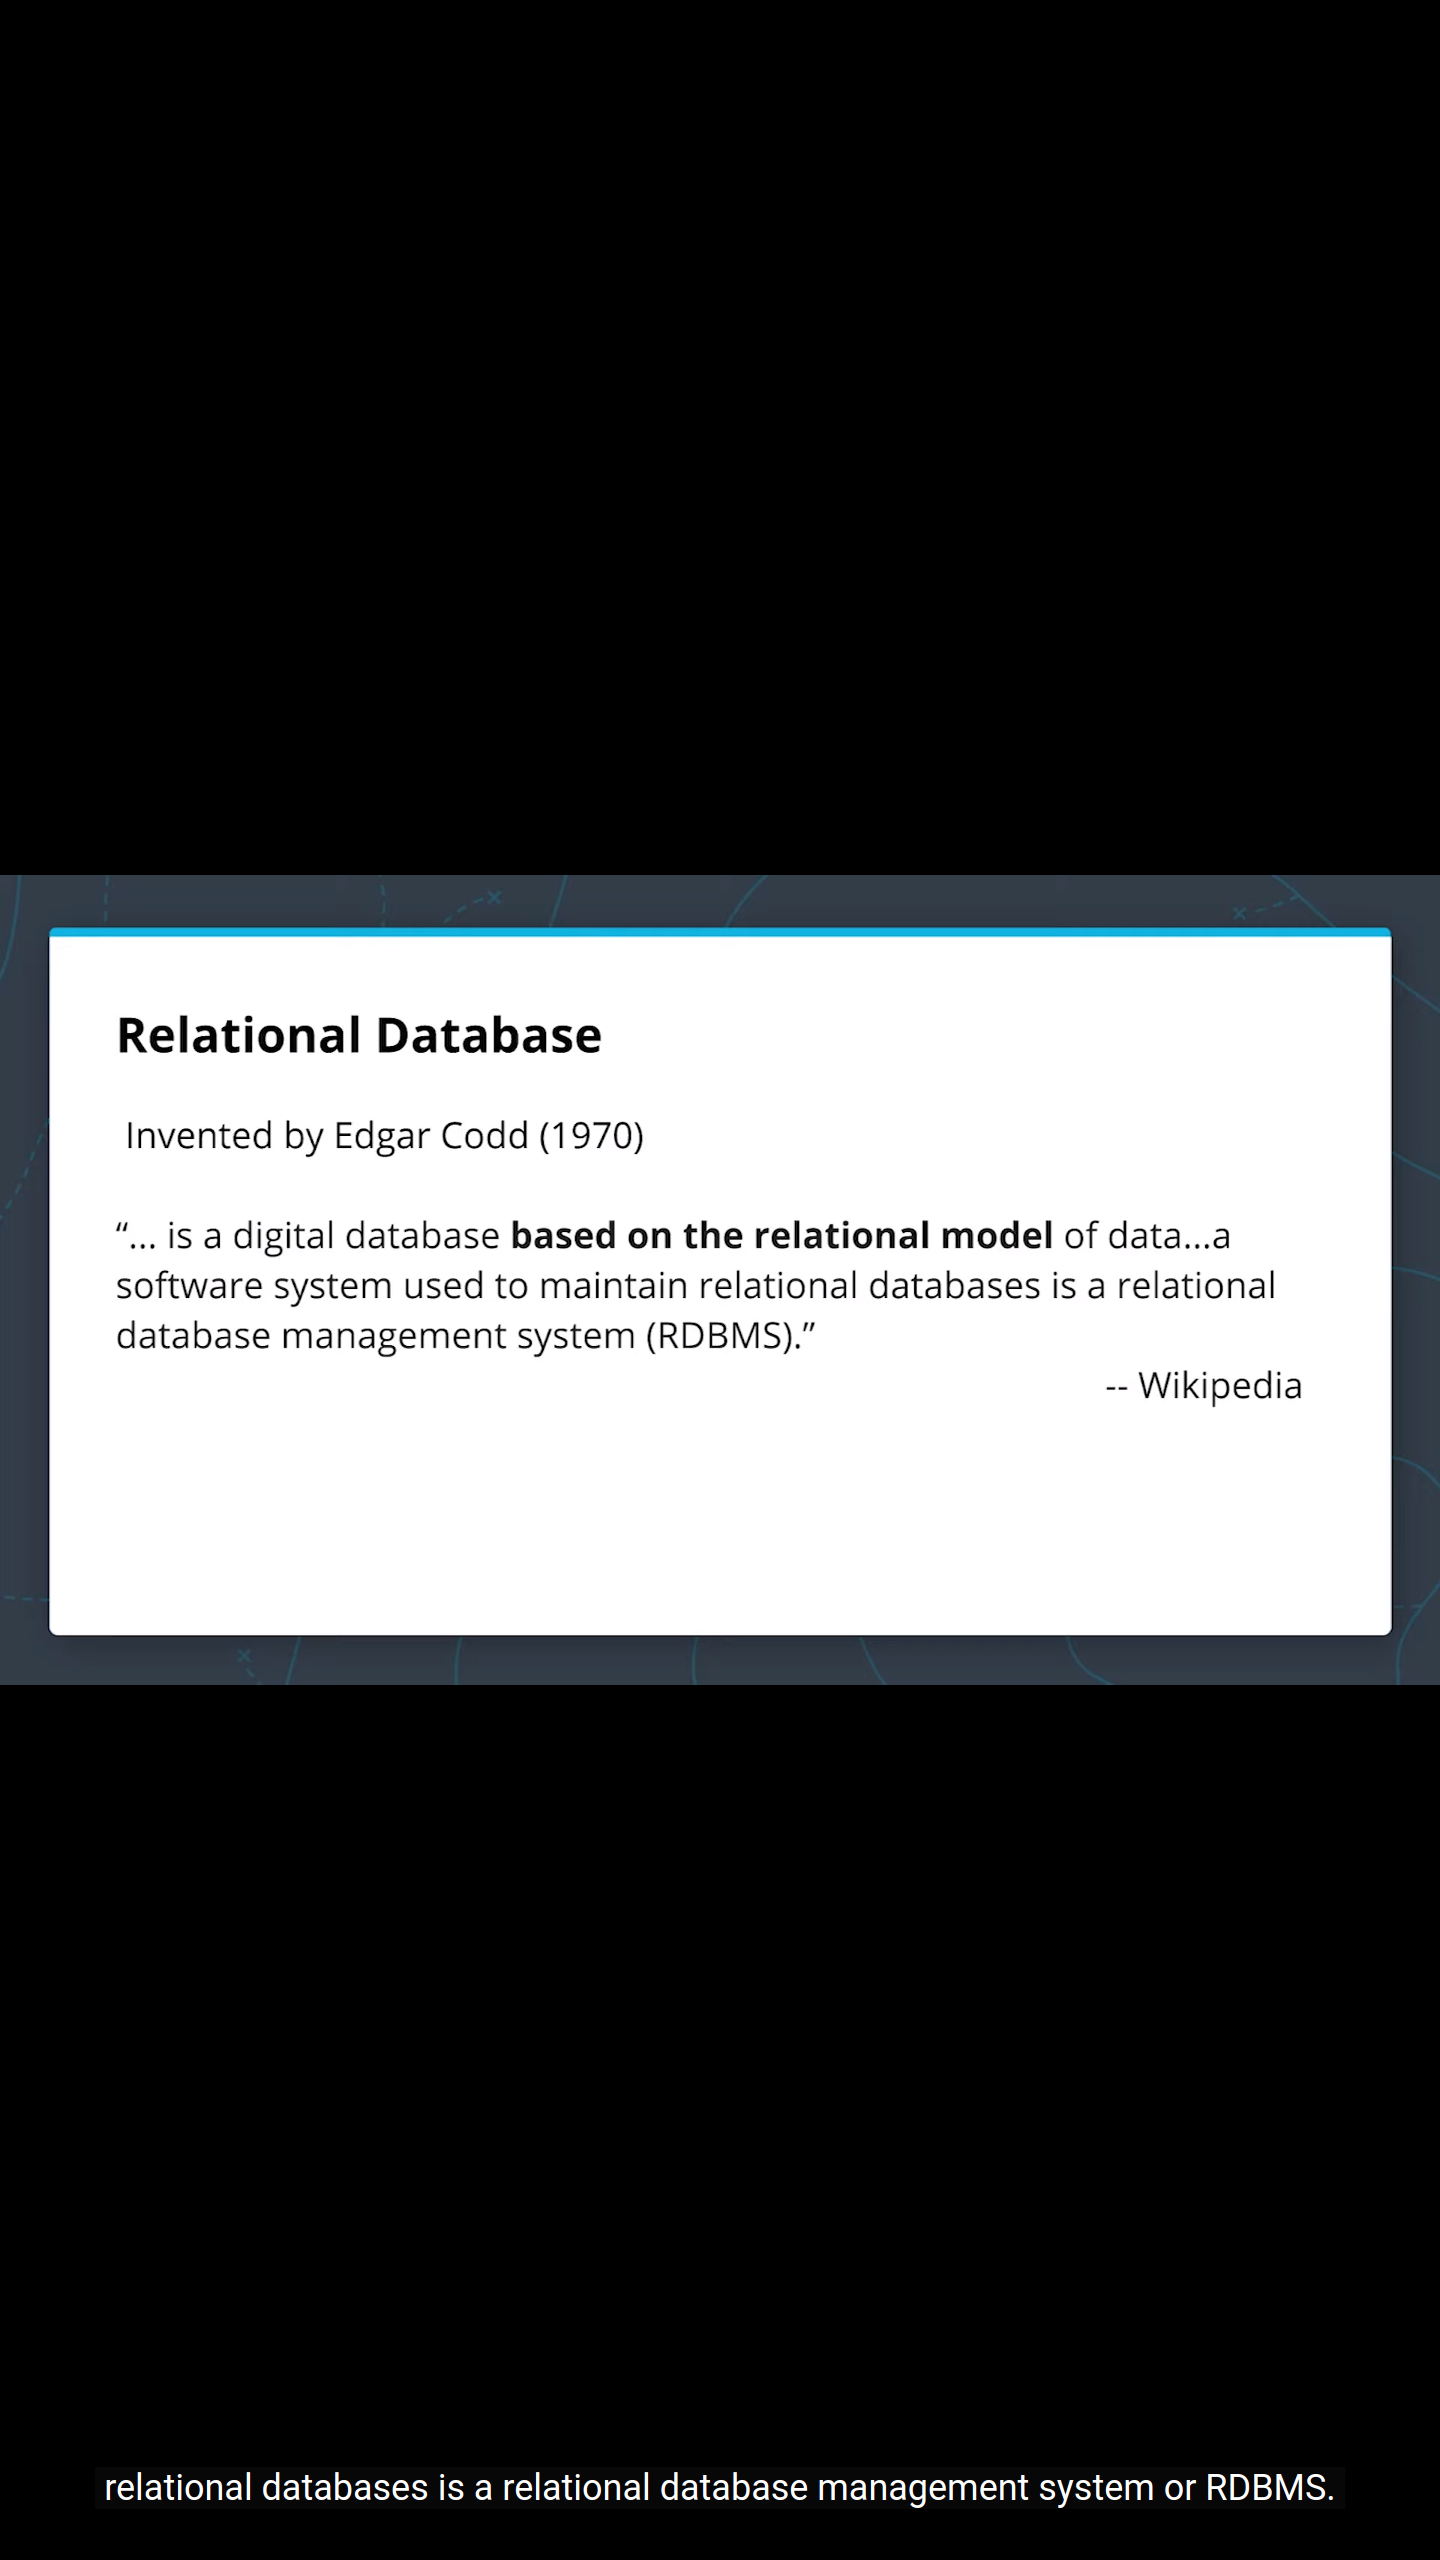 Relational Database
Invented by Edgar Codd (1970)
“... is a digital database based on the relational model of data...a
software system used to maintain relational databases is a relational
database management system (RDBMS).”
-- Wikipedia
relational databases is a relational database management system or RDBMS.